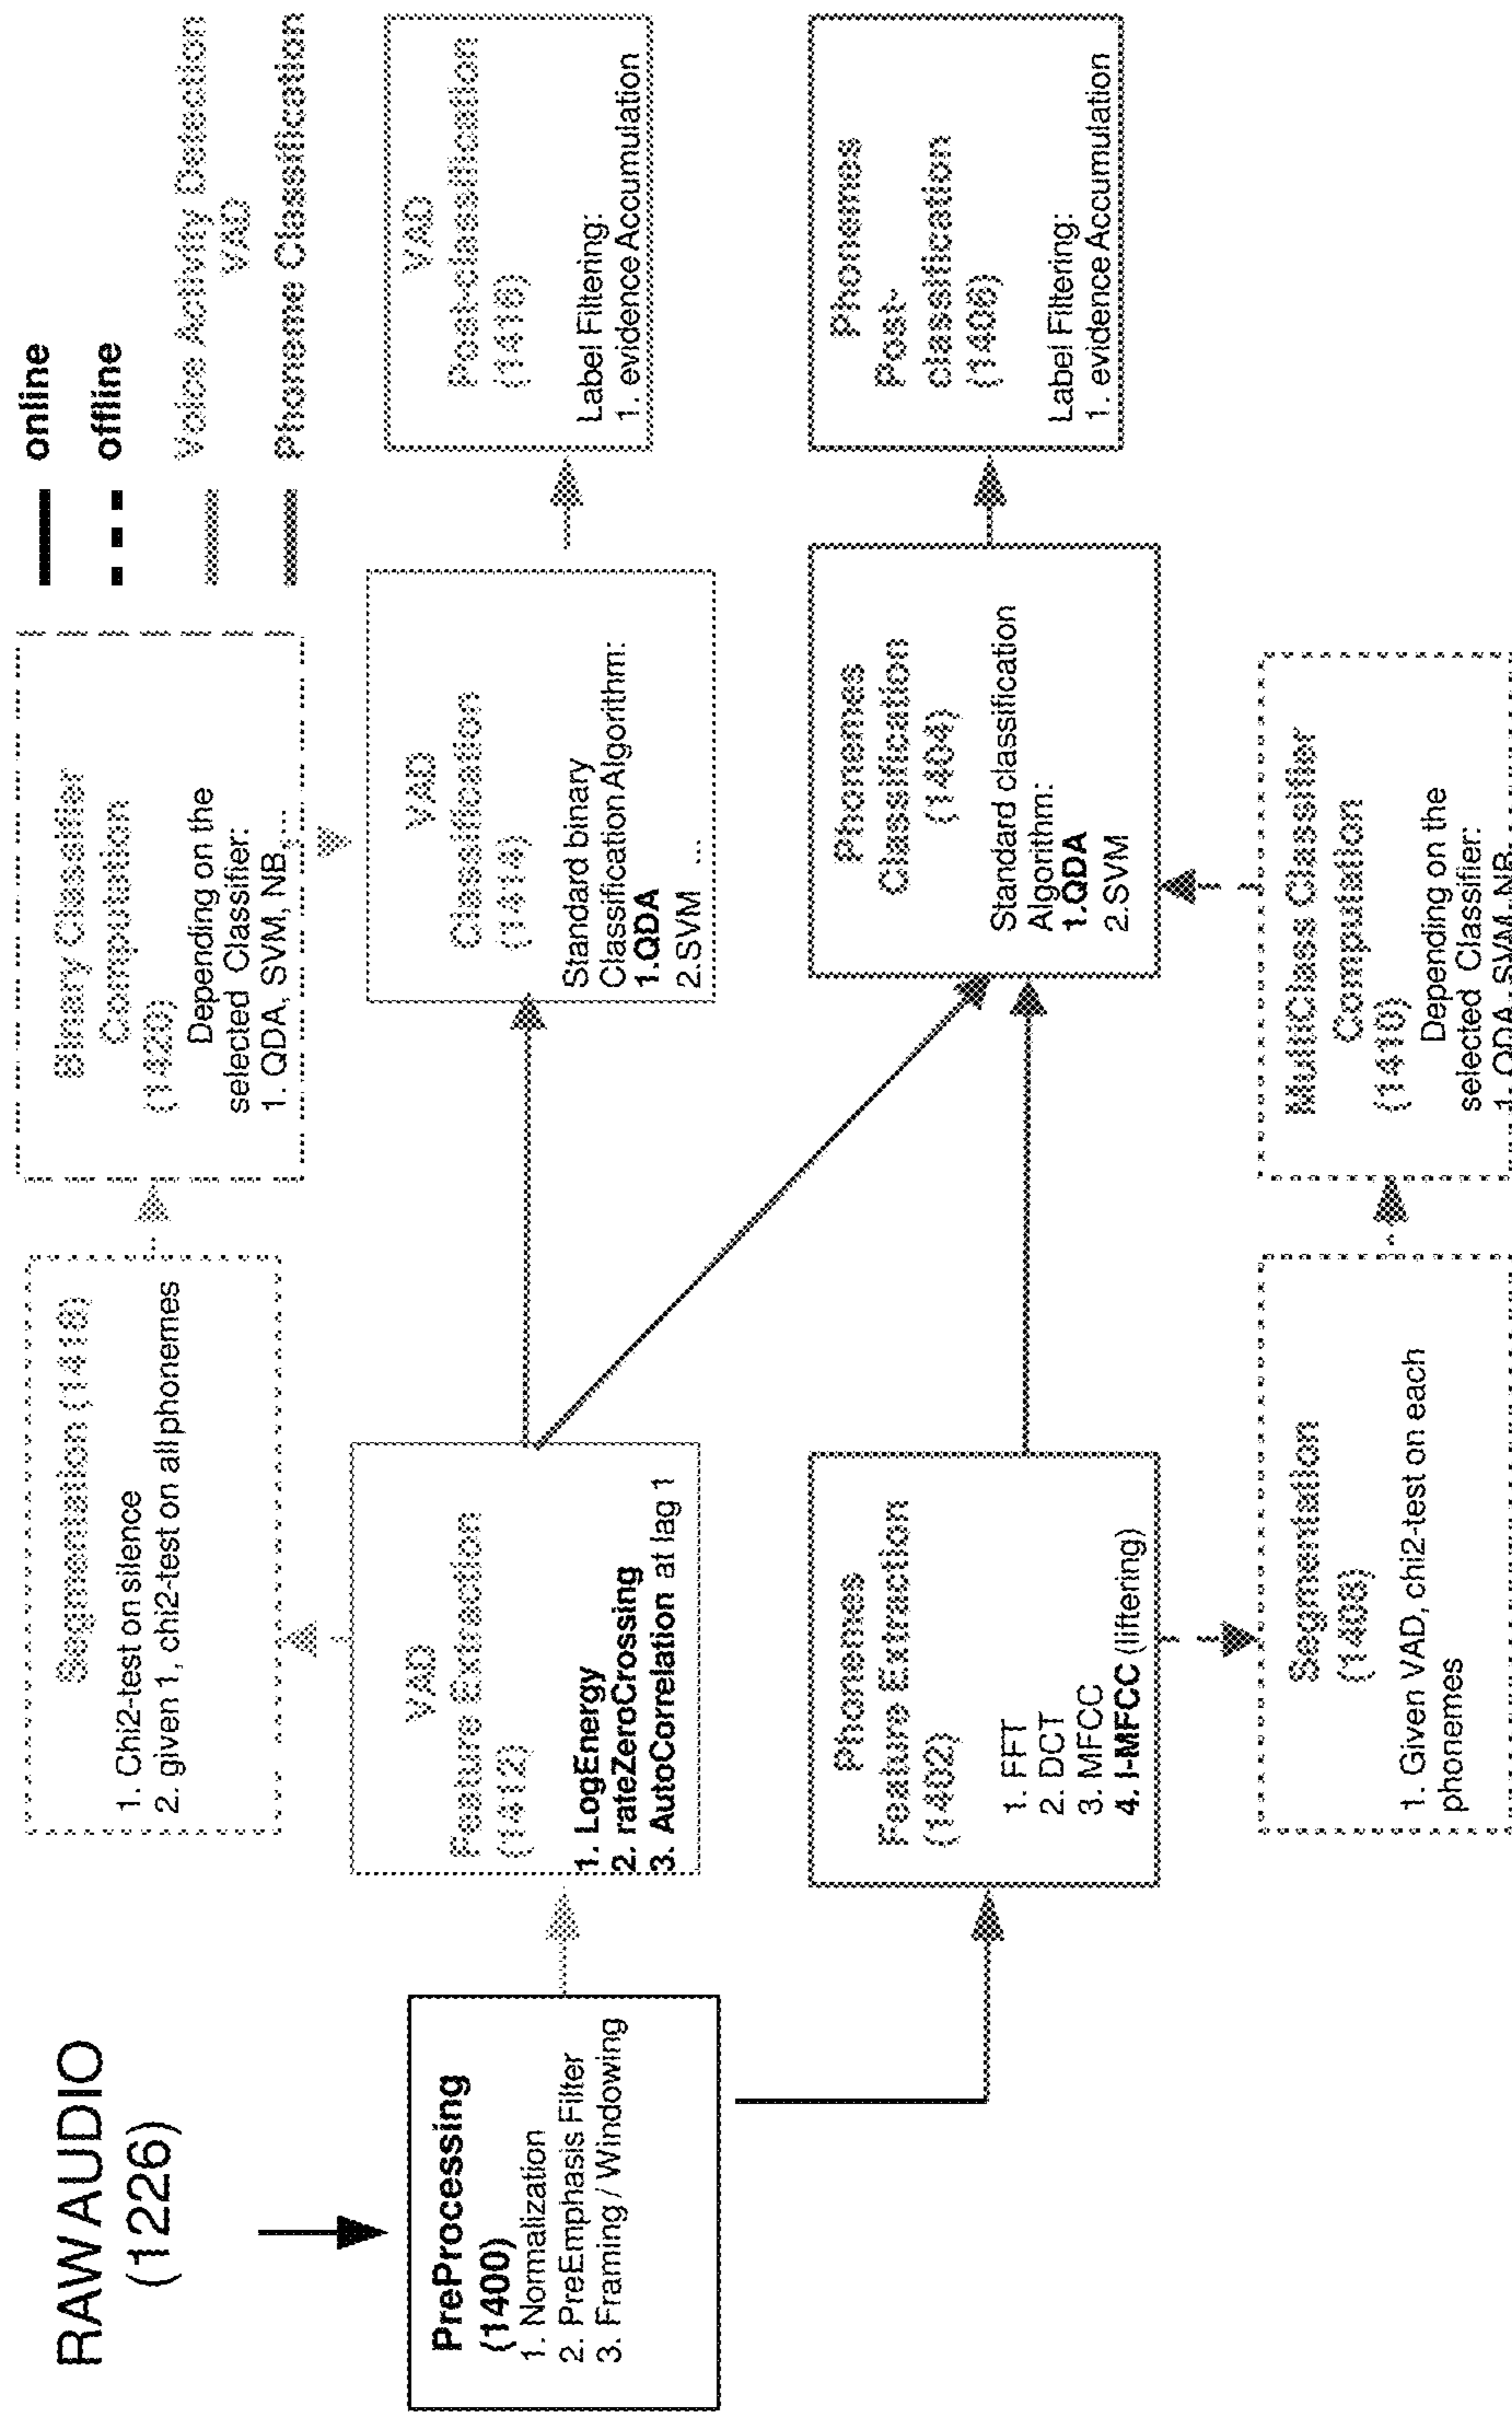 RAW AUDIO
(1226)
online
offline
Voice Activity Detection
VAD
Phoneme Classification
PreProcessing
(1400)
1. Normalization
2. PreEmphasis Filter
3. Framing / Windowing
Segmentation (1418)
1. Chi2-test on silence
2. given 1, chi2-test on all phonemes
Binary Classifier
Computation
(1420)
Depending on the
selected Classifier:
1. QDA, SVM, NB, ...
VAD
Feature Extraction
(1412)
1. LogEnergy
2. rateZeroCrossing
3. AutoCorrelation at lag 1
VAD
Classification
(1414)
Standard binary
Classification Algorithm:
1.QDA
2.SVM ...
VAD
Post-classification
(1416)
Label Filtering:
1. evidence Accumulation
Phonemes
Feature Extraction
(1402)
1. FFT
2. DCT
3. MFCC
4. l-MFCC (liftering)
Phonemes
Classification
(1404)
Standard classification
Algorithm:
1.QDA
2.SVM
Phonemes
Post-
classification
(1406)
Label Filtering:
1. evidence Accumulation
Segmentation
(1408)
1. Given VAD, chi2-test on each
phonemes
MultiClass Classifier
Computation
(1410)
Depending on the
selected Classifier:
1. QDA, SVM, NB,